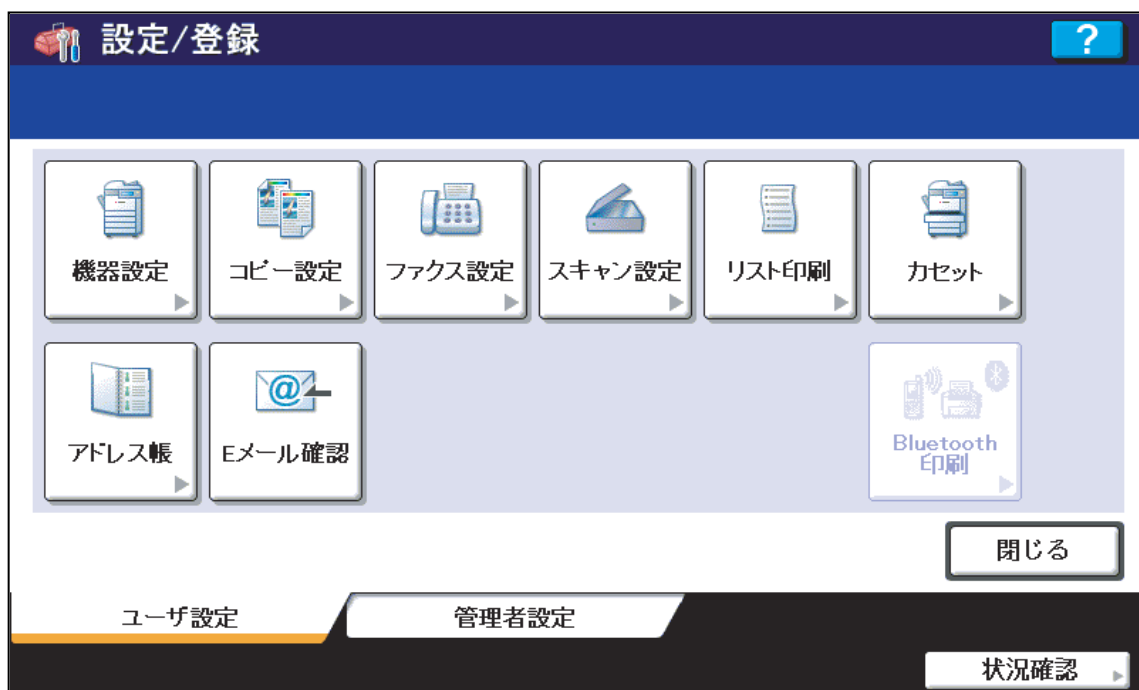 設定/登録
?
機器設定
コピー設定
ファクス設定
スキャン設定
リスト印刷
カセット
アドレス帳
Eメール確認
Bluetooth
印刷
閉じる
ユーザ設定
管理者設定
状況確認